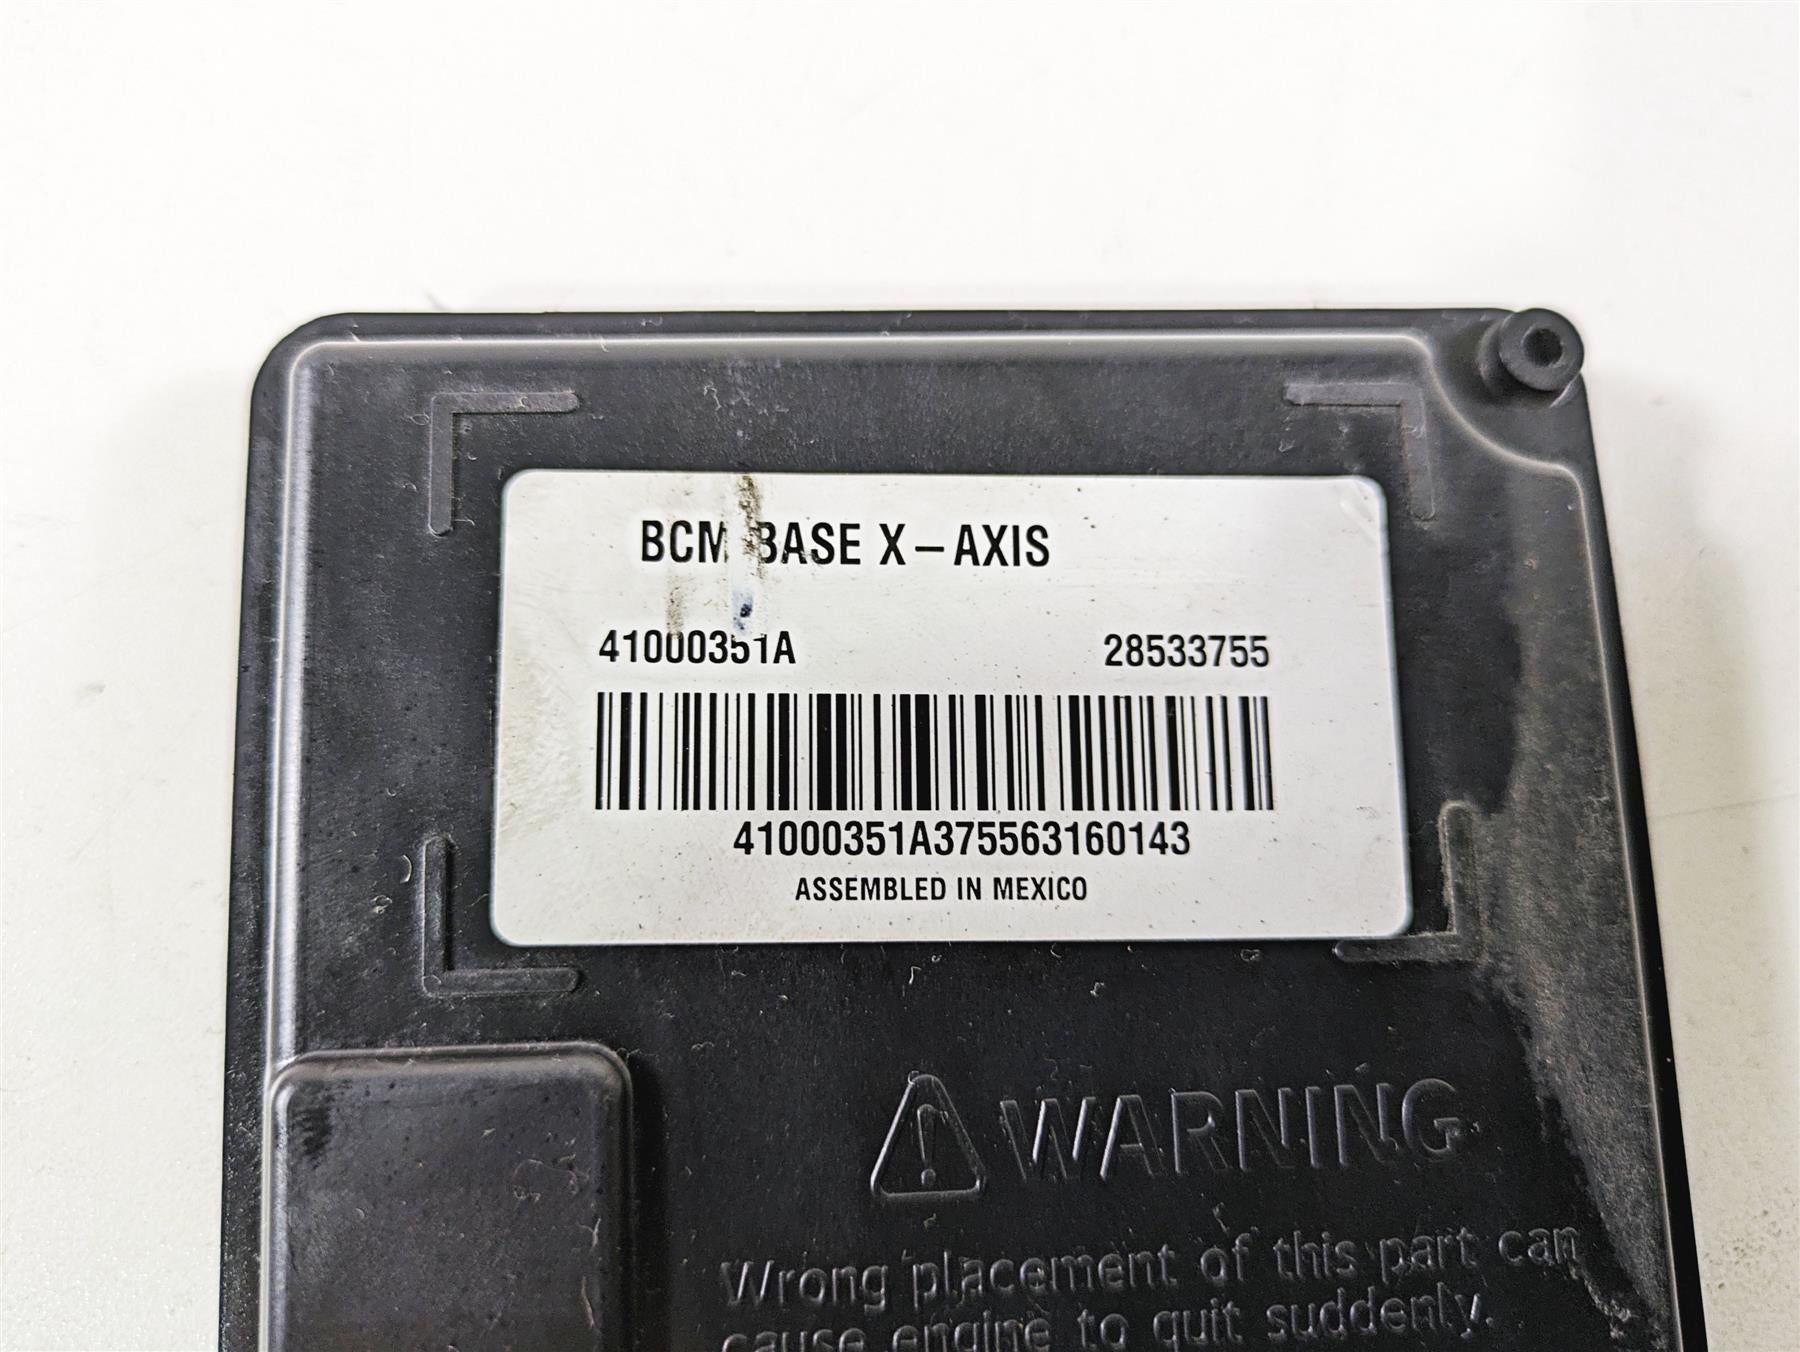 BCM BASE X-AXIS
41000351A 28533755
41000351A375563160143
ASSEMBLED IN MEXICO
WARNING
Wrong placement of this part can
cause engine to quit suddenly.